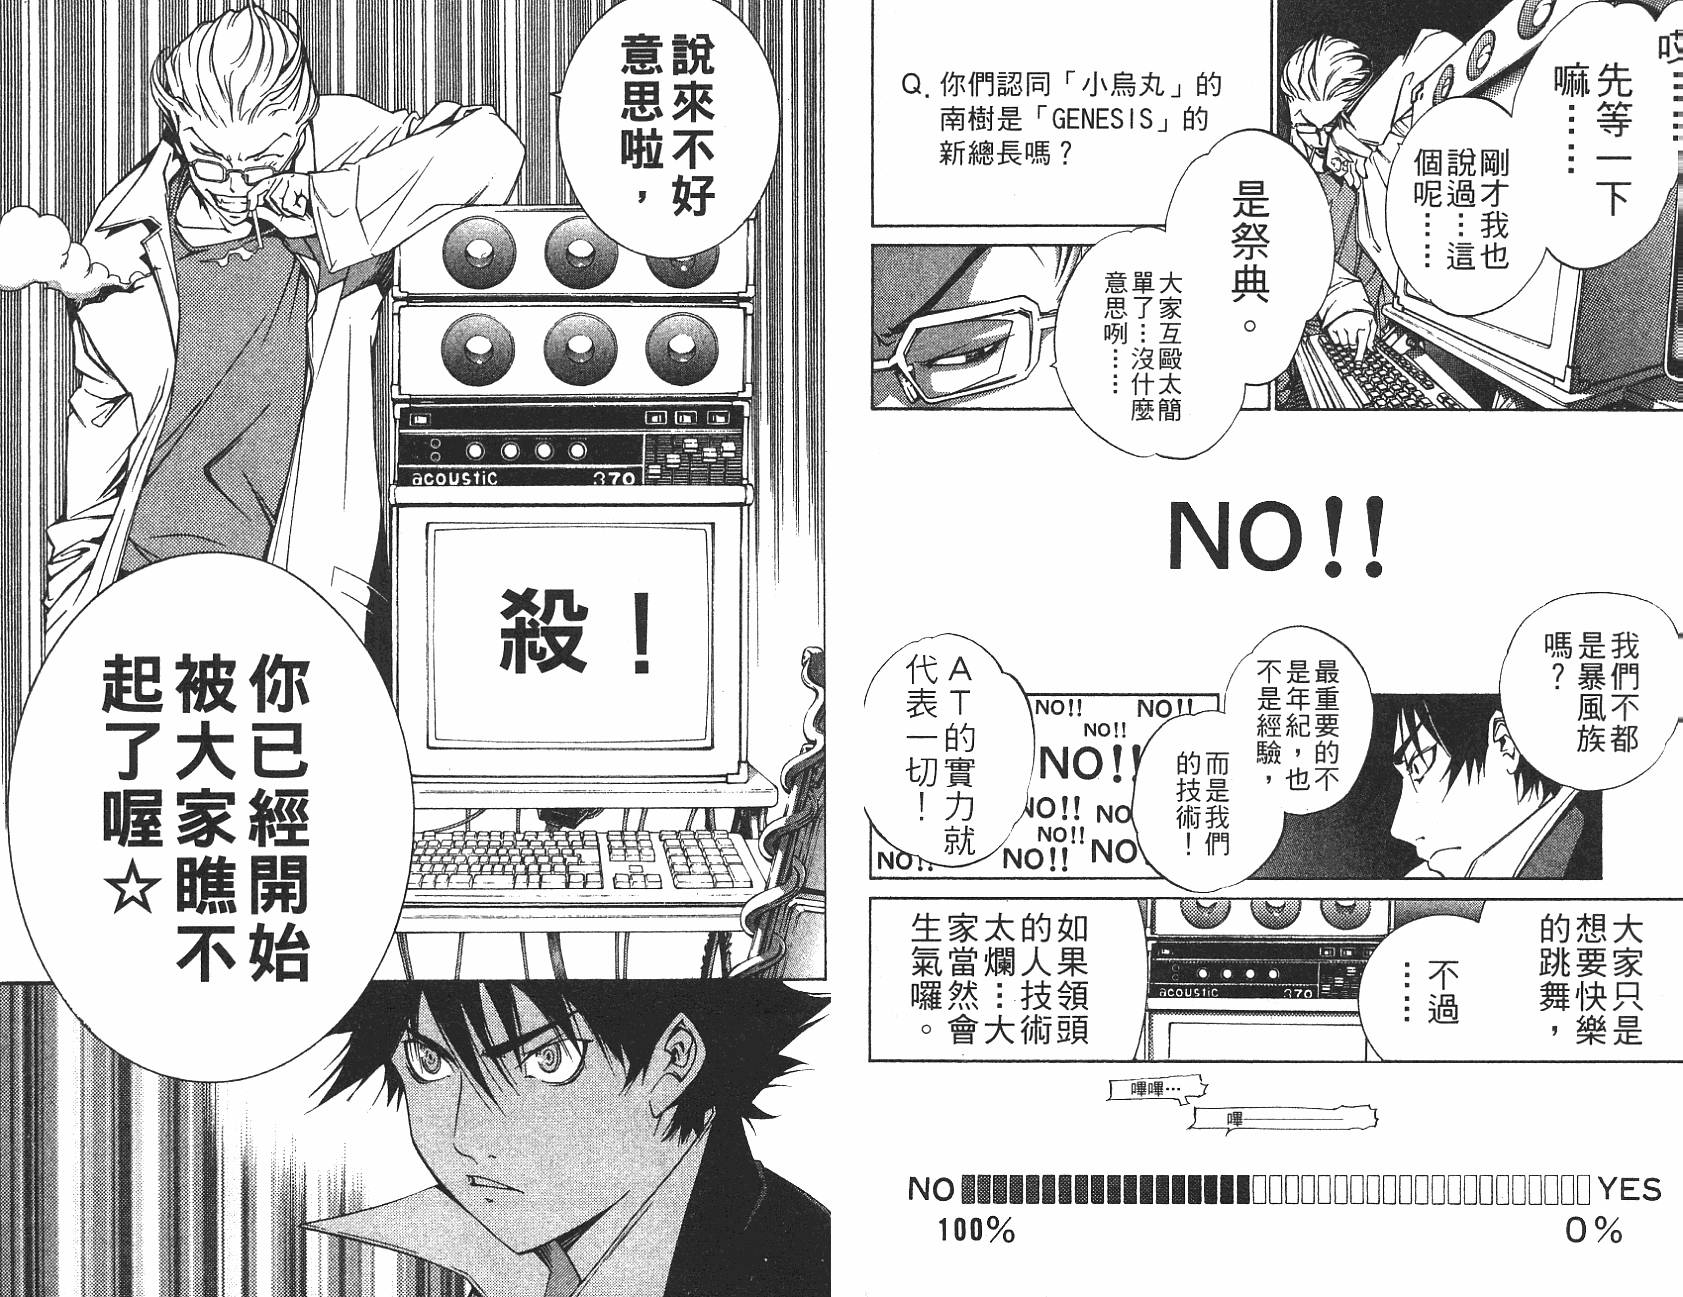 哎……
先等一下
嘛……
剛才我也
說過…這
個呢……
Q. 你們認同「小烏丸」的
南樹是「GENESIS」的
新總長嗎？
是祭典。
大家互毆太簡
單了…沒什麼
意思咧……
NO!!
我們不都
是暴風族
嗎？
最重要的不
是年紀，也
不是經驗，
而是我們
的技術！
AT的實力就
代表一切！
NO!!
NO!!
NO!!
NO!!
NO!!
NO
NO!!
NO!!
NO!!
NO!
大家只是
想要快樂
的跳舞，
不過
……
acoustic 370
如果領頭
的人技術
太爛…大
家當然會
生氣囉。
嗶嗶…
嗶
NO YES
100% 0%
說來不好
意思啦，
acoustic 370
殺！
你已經開始
被大家瞧不
起了喔☆